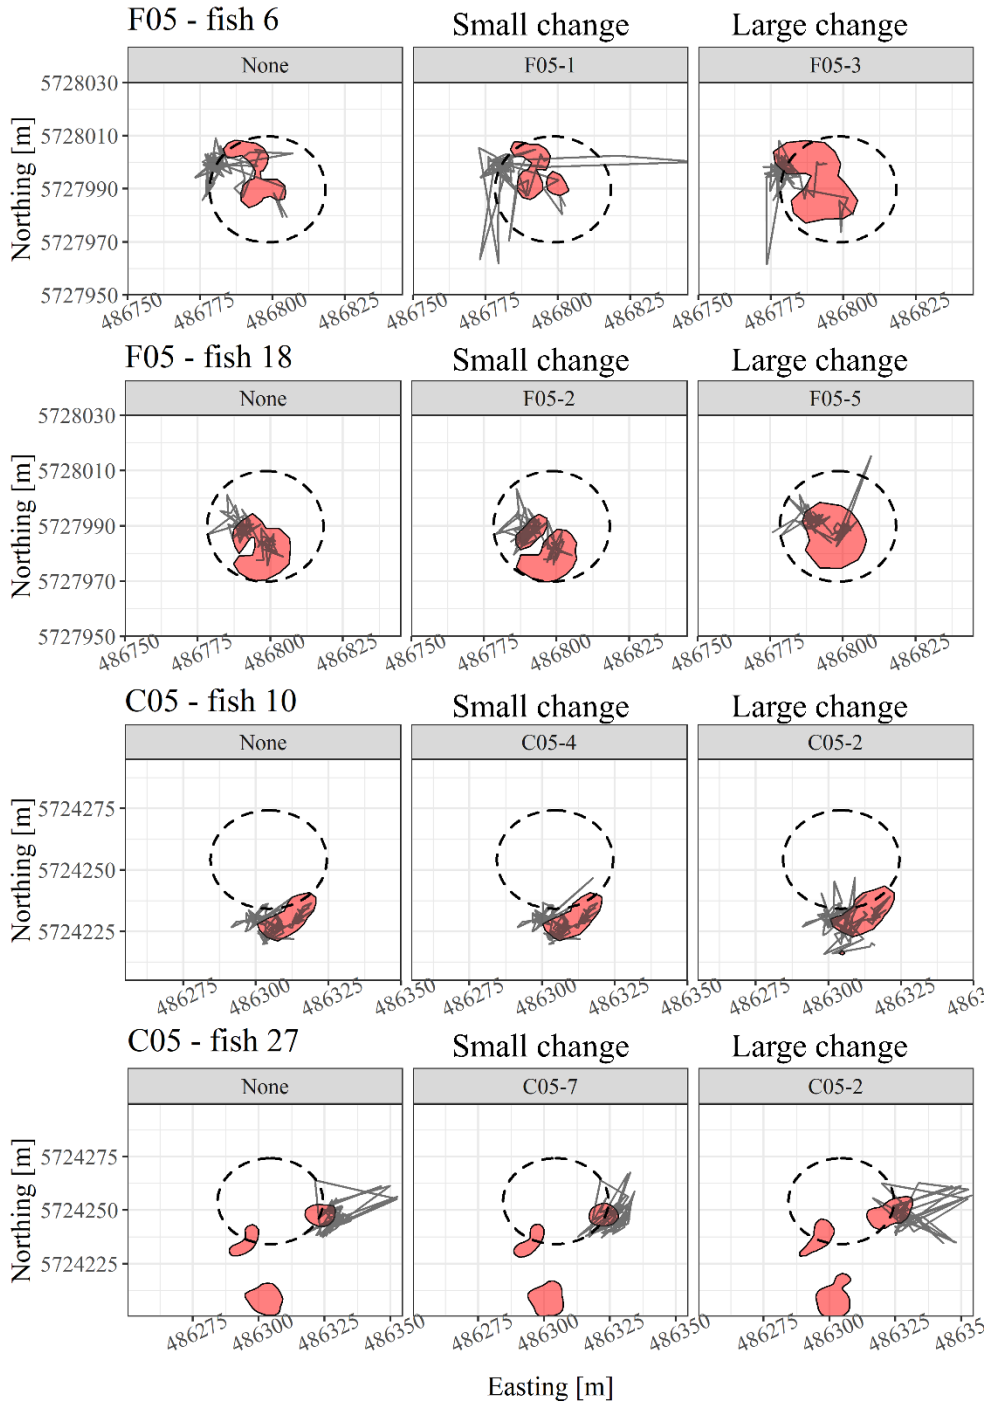 F05 - fish 6 Small change Large change
None F05-1 F05-3
5728030
5728010
5727990
5727970
5727950
Northing [m]
486750 486775 486800 486825 486750 486775 486800 486825 486750 486775 486800 486825
F05 - fish 18 Small change Large change
None F05-2 F05-5
5728030
5728010
5727990
5727970
5727950
Northing [m]
486750 486775 486800 486825 486750 486775 486800 486825 486750 486775 486800 486825
C05 - fish 10 Small change Large change
None C05-4 C05-2
5724275
5724250
5724225
Northing [m]
486275 486300 486325 486350 486275 486300 486325 486350 486275 486300 486325 4863
C05 - fish 27 Small change Large change
None C05-7 C05-2
5724275
5724250
5724225
Northing [m]
486275 486300 486325 486350 486275 486300 486325 486350 486275 486300 486325 48635
Easting [m]